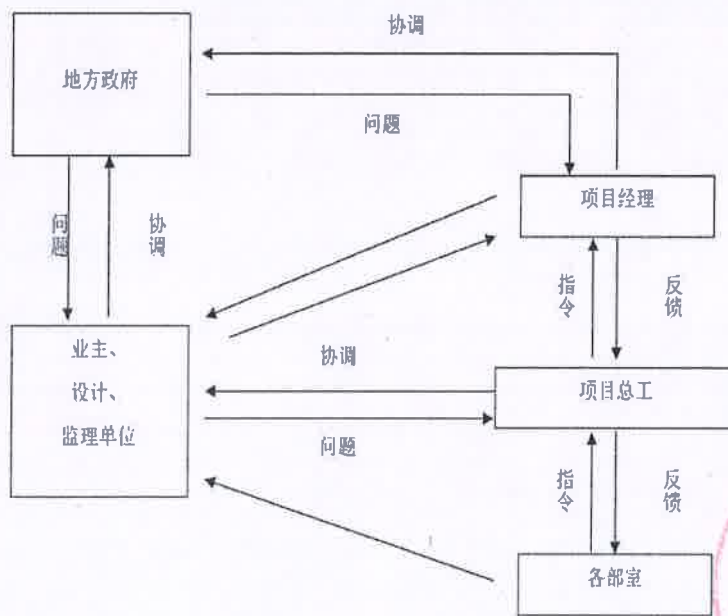 协调
地方政府
问题
项目经理
问题
协调
指令
反馈
业主、
设计、
监理单位
协调
项目总工
问题
指令
反馈
各部室